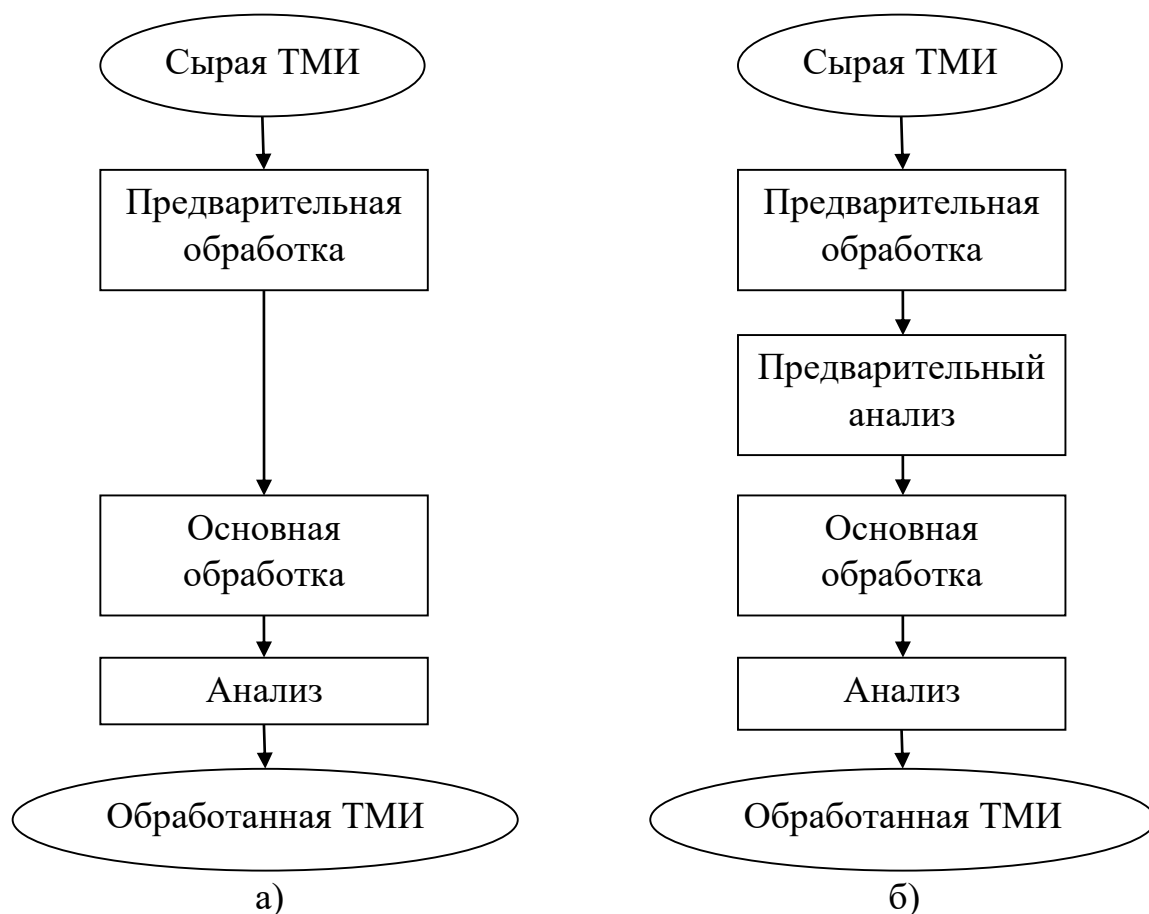 Сырая ТМИ
Предварительная
обработка
Основная
обработка
Анализ
Обработанная ТМИ
а)
Сырая ТМИ
Предварительная
обработка
Предварительный
анализ
Основная
обработка
Анализ
Обработанная ТМИ
б)